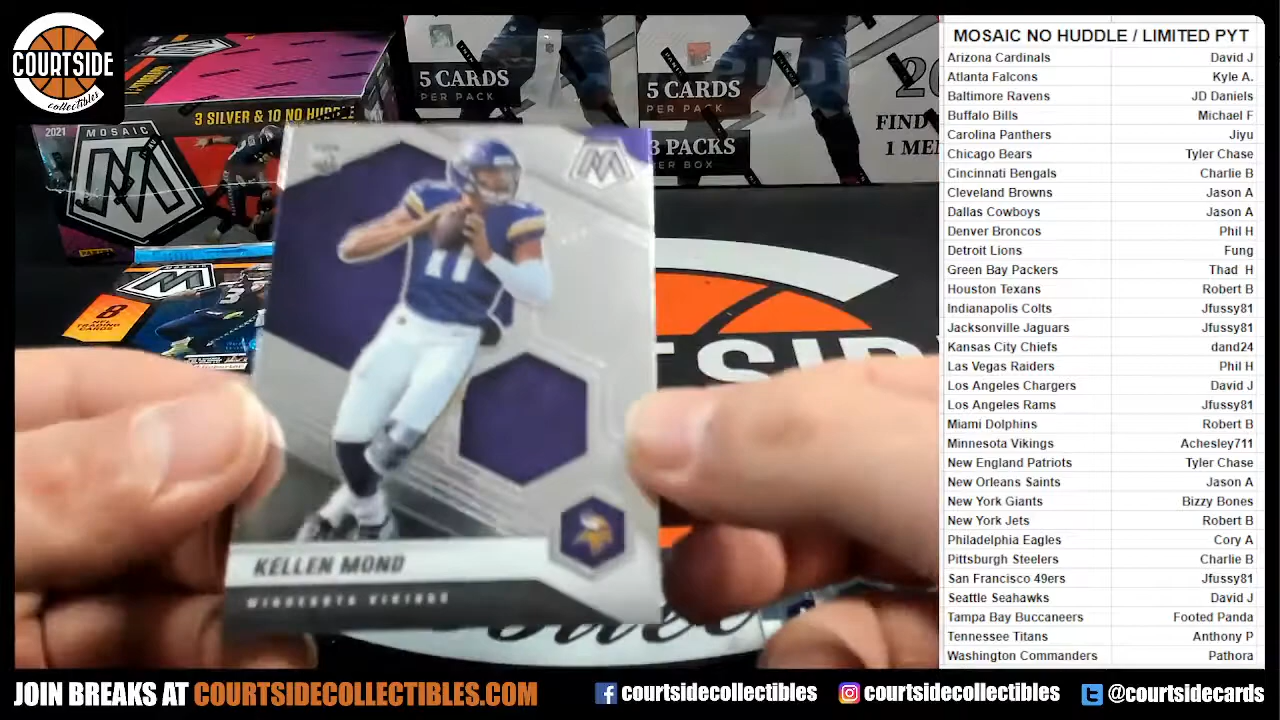 COURTSIDE
collectibles
5 CARDS
PER PACK
5 CARDS
PER PACK
3 PACKS
PER BOX
20
FIND
1 ME
3 SILVER & 10 NO HUDDLE
2021 MOSAIC
MOSAIC
8
NFL
TRADING
CARDS
11
KELLEN MOND
MINNESOTA VIKINGS
TSID
MOSAIC NO HUDDLE / LIMITED PYT
Arizona Cardinals David J
Atlanta Falcons Kyle A.
Baltimore Ravens JD Daniels
Buffalo Bills Michael F
Carolina Panthers Jiyu
Chicago Bears Tyler Chase
Cincinnati Bengals Charlie B
Cleveland Browns Jason A
Dallas Cowboys Jason A
Denver Broncos Phil H
Detroit Lions Fung
Green Bay Packers Thad H
Houston Texans Robert B
Indianapolis Colts Jfussy81
Jacksonville Jaguars Jfussy81
Kansas City Chiefs dand24
Las Vegas Raiders Phil H
Los Angeles Chargers David J
Los Angeles Rams Jfussy81
Miami Dolphins Robert B
Minnesota Vikings Achesley711
New England Patriots Tyler Chase
New Orleans Saints Jason A
New York Giants Bizzy Bones
New York Jets Robert B
Philadelphia Eagles Cory A
Pittsburgh Steelers Charlie B
San Francisco 49ers Jfussy81
Seattle Seahawks David J
Tampa Bay Buccaneers Footed Panda
Tennessee Titans Anthony P
Washington Commanders Pathora
JOIN BREAKS AT COURTSIDECOLLECTIBLES.COM
courtsidecollectibles
courtsidecollectibles
@courtsidecards